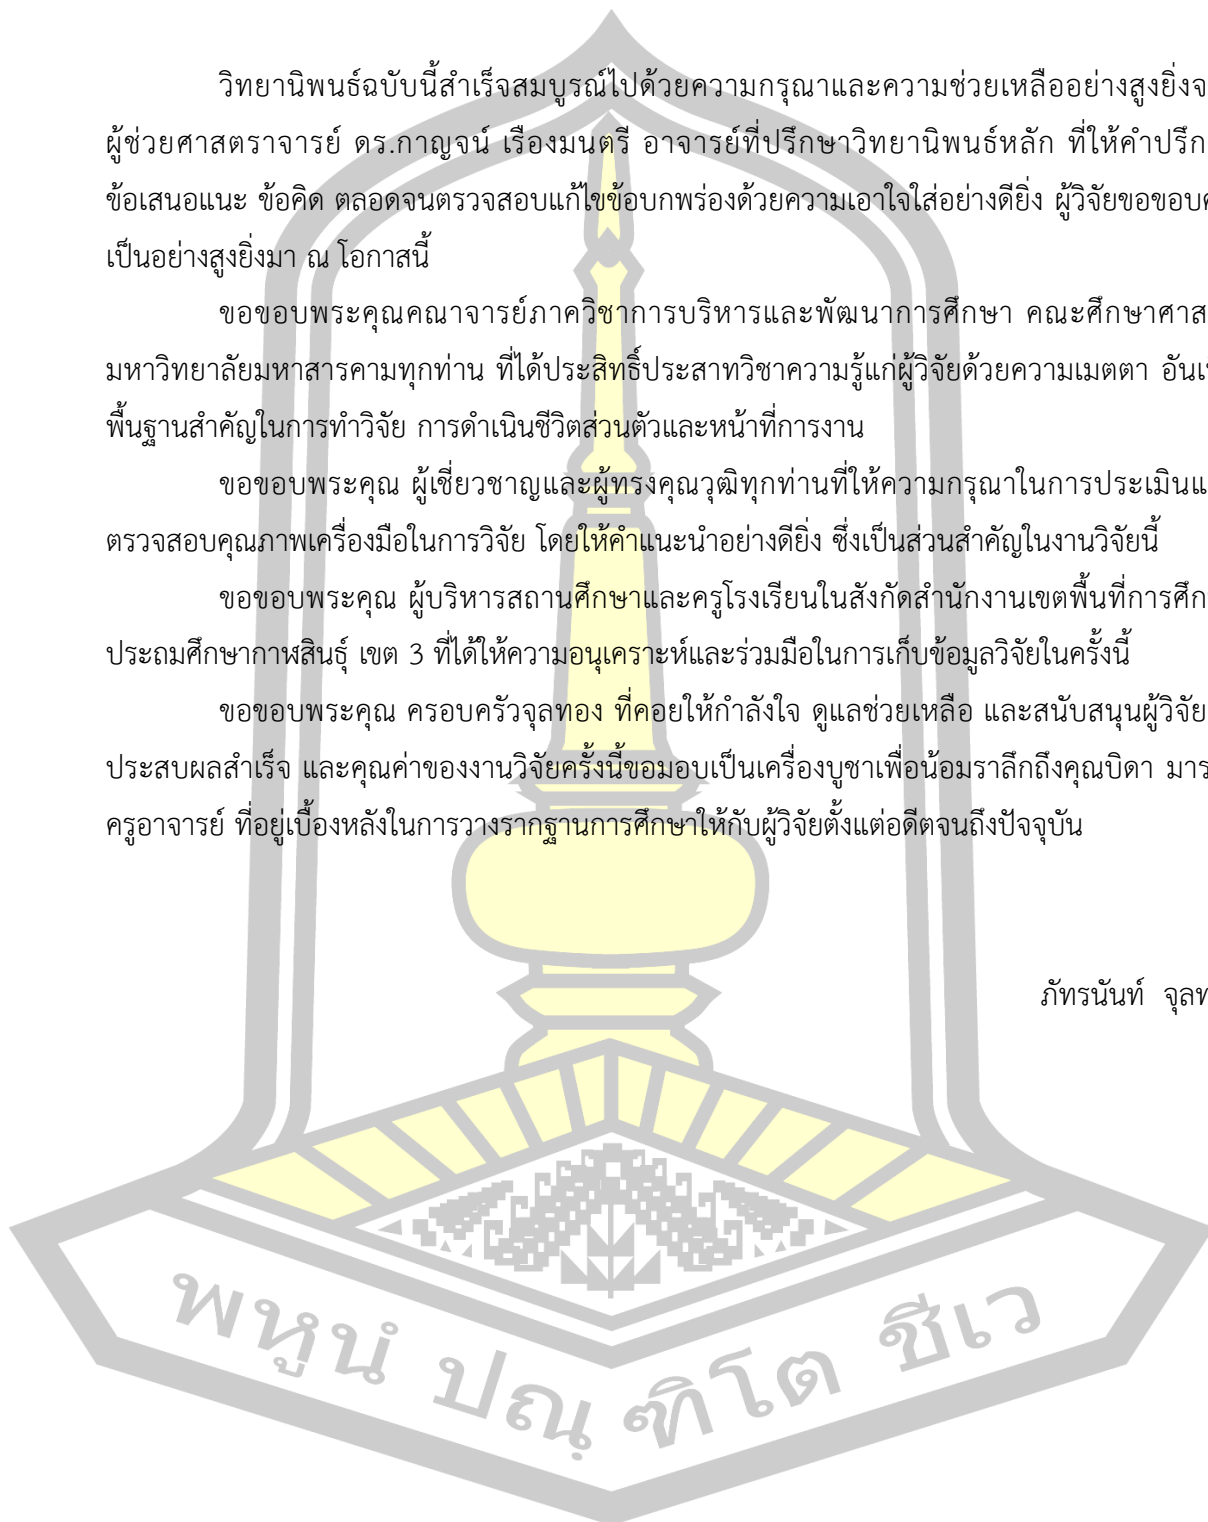 วิทยานิพนธ์ฉบับนี้สำเร็จสมบูรณ์ไปด้วยความกรุณาและความช่วยเหลืออย่างสูงยิ่ง
ผู้ช่วยศาสตราจารย์ ดร.กาญจน์ เรืองมนตรี อาจารย์ที่ปรึกษาวิทยานิพนธ์หลัก ที่ให้
ข้อเสนอแนะ ข้อคิด ตลอดจนตรวจสอบแก้ไขข้อบกพร่องด้วยความเอาใจใส่อย่างดียิ่ง ผู้วิจัย
เป็นอย่างสูงยิ่งมา ณ โอกาสนี้
ขอขอบพระคุณคณาจารย์ภาควิชาการบริหารและพัฒนาการศึกษา
มหาวิทยาลัยมหาสารคามทุกท่าน ที่ได้ประสิทธิ์ประสาทวิชาความรู้แก่ผู้วิจัยด้วยความเมตตา
พื้นฐานสำคัญในการทำวิจัย การดำเนินชีวิตส่วนตัวและหน้าที่การงาน
ขอขอบพระคุณ ผู้เชี่ยวชาญและผู้ทรงคุณวุฒิทุกท่านที่ให้ความกรุณาในการประเมิน
ตรวจสอบคุณภาพเครื่องมือในการวิจัย โดยให้คำแนะนำอย่างดียิ่ง ซึ่งเป็นส่วนสำคัญในงานวิจัยนี้
ขอขอบพระคุณ ผู้บริหารสถานศึกษาและครูโรงเรียนในสังกัดสำนักงานเขตพื้นที่
ประถมศึกษากาฬสินธุ์ เขต 3 ที่ได้ให้ความอนุเคราะห์และร่วมมือในการเก็บข้อมูลวิจัยในครั้งนี้
ขอขอบพระคุณ ครอบครัวจุลทอง ที่คอยให้กำลังใจ ดูแลช่วยเหลือ และสนับสนุนผู้วิจัย
ประสบผลสำเร็จ และคุณค่าของงานวิจัยครั้งนี้ขอมอบเป็นเครื่องบูชาเพื่อน้อมราลึกถึงคุณบิดา
ครูอาจารย์ ที่อยู่เบื้องหลังในการวางรากฐานการศึกษาให้กับผู้วิจัยตั้งแต่อดีตจนถึงปัจจุบัน
ภัทรนันท์
พหูนํ ปณฺฑิโต ชีเว